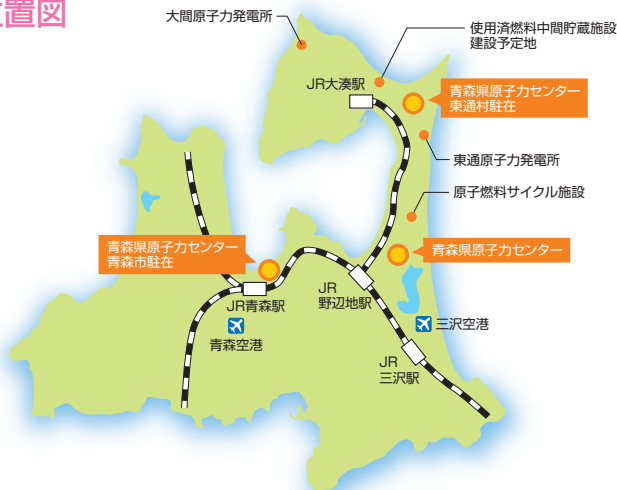 置図
大間原子力発電所
使用済燃料中間貯蔵施設
建設予定地
JR大湊駅
青森県原子力センター
東通村駐在
東通原子力発電所
原子燃料サイクル施設
青森県原子力センター
青森市駐在
青森県原子力センター
JR青森駅
JR
野辺地駅
青森空港
三沢空港
JR
三沢駅